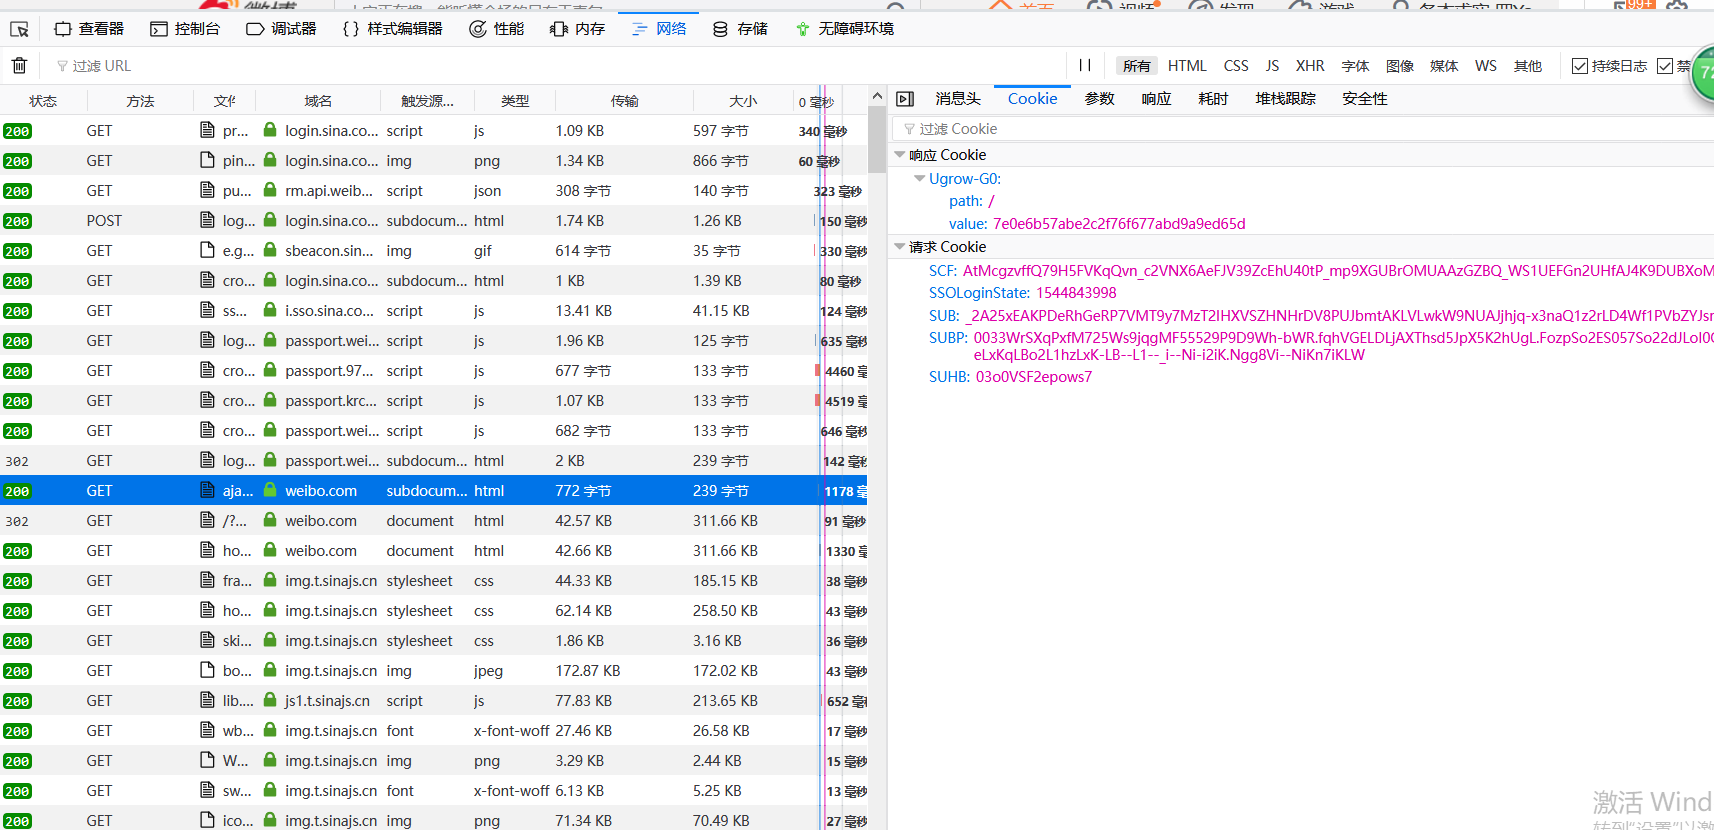 99+
查看器 控制台 调试器 {} 样式编辑器 性能 内存 网络 存储 无障碍环境
过滤 URL 所有 HTML CSS JS XHR 字体 图像 媒体 WS 其他 持续日志 禁
72
状态 方法 文件 域名 触发源... 类型 传输 大小 0 毫秒
200 GET pr... login.sina.co... script js 1.09 KB 597 字节 340 毫秒
200 GET pin... login.sina.co... img png 1.34 KB 866 字节 60 毫秒
200 GET pu... rm.api.weib... script json 308 字节 140 字节 323 毫秒
200 POST log... login.sina.co... subdocum... html 1.74 KB 1.26 KB 150 毫秒
200 GET e.g... sbeacon.sin... img gif 614 字节 35 字节 330 毫秒
200 GET cro... login.sina.co... subdocum... html 1 KB 1.39 KB 80 毫秒
200 GET ss... i.sso.sina.co... script js 13.41 KB 41.15 KB 124 毫秒
200 GET log... passport.wei... script js 1.96 KB 125 字节 635 毫秒
200 GET cro... passport.97... script js 677 字节 133 字节 4460 毫
200 GET cro... passport.krc... script js 1.07 KB 133 字节 4519 毫
200 GET cro... passport.wei... script js 682 字节 133 字节 646 毫秒
302 GET log... passport.wei... subdocum... html 2 KB 239 字节 142 毫秒
200 GET aja... weibo.com subdocum... html 772 字节 239 字节 1178 毫
302 GET /?... weibo.com document html 42.57 KB 311.66 KB 91 毫秒
200 GET ho... weibo.com document html 42.66 KB 311.66 KB 1330 毫
200 GET fra... img.t.sinajs.cn stylesheet css 44.33 KB 185.15 KB 38 毫秒
200 GET ho... img.t.sinajs.cn stylesheet css 62.14 KB 258.50 KB 43 毫秒
200 GET ski... img.t.sinajs.cn stylesheet css 1.86 KB 3.16 KB 36 毫秒
200 GET bo... img.t.sinajs.cn img jpeg 172.87 KB 172.02 KB 43 毫秒
200 GET lib.... js1.t.sinajs.cn script js 77.83 KB 213.65 KB 652 毫秒
200 GET wb... img.t.sinajs.cn font x-font-woff 27.46 KB 26.58 KB 17 毫秒
200 GET W... img.t.sinajs.cn img png 3.29 KB 2.44 KB 15 毫秒
200 GET sw... img.t.sinajs.cn font x-font-woff 6.13 KB 5.25 KB 13 毫秒
200 GET ico... img.t.sinajs.cn img png 71.34 KB 70.49 KB 27 毫秒
消息头 Cookie 参数 响应 耗时 堆栈跟踪 安全性
过滤 Cookie
响应 Cookie
Ugrow-G0:
path: /
value: 7e0e6b57abe2c2f76f677abd9a9ed65d
请求 Cookie
SCF: AtMcgzvffQ79H5FVKqQvn_c2VNX6AeFJV39ZcEhU40tP_mp9XGUBrOMUAAzGZBQ_WS1UEFGn2UHfAJ4K9DUBXoM
SSOLoginState: 1544843998
SUB: _2A25xEAKPDeRhGeRP7VMT9y7MzT2IHXVSZHNHrDV8PUJbmtAKLVLwkW9NUAJjhjq-x3naQ1z2rLD4Wf1PVbZYJsr
SUBP: 0033WrSXqPxfM725Ws9jqgMF55529P9D9Wh-bWR.fqhVGELDLjAXThsd5JpX5K2hUgL.FozpSo2ES057So22dJLoI0
eLxKqLBo2L1hzLxK-LB--L1--_i--Ni-i2iK.Ngg8Vi--NiKn7iKLW
SUHB: 03o0VSF2epows7
激活 Wind